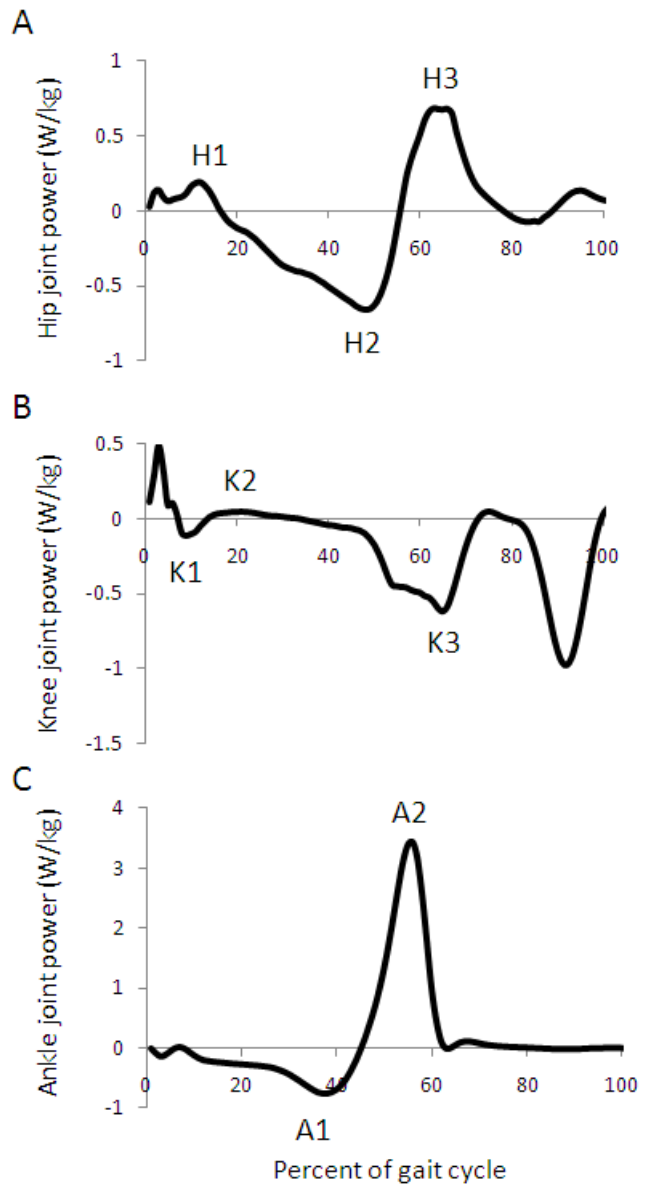 A
Hip joint power (W/kg)
1
0.5
0
-0.5
-1
0 20 40 60 80 100
H1
H2
H3
B
Knee joint power (W/kg)
0.5
0
-0.5
-1
-1.5
0 20 40 60 80 100
K1
K2
K3
C
Ankle joint power (W/kg)
4
3
2
1
0
-1
0 20 40 60 80 100
A1
A2
Percent of gait cycle